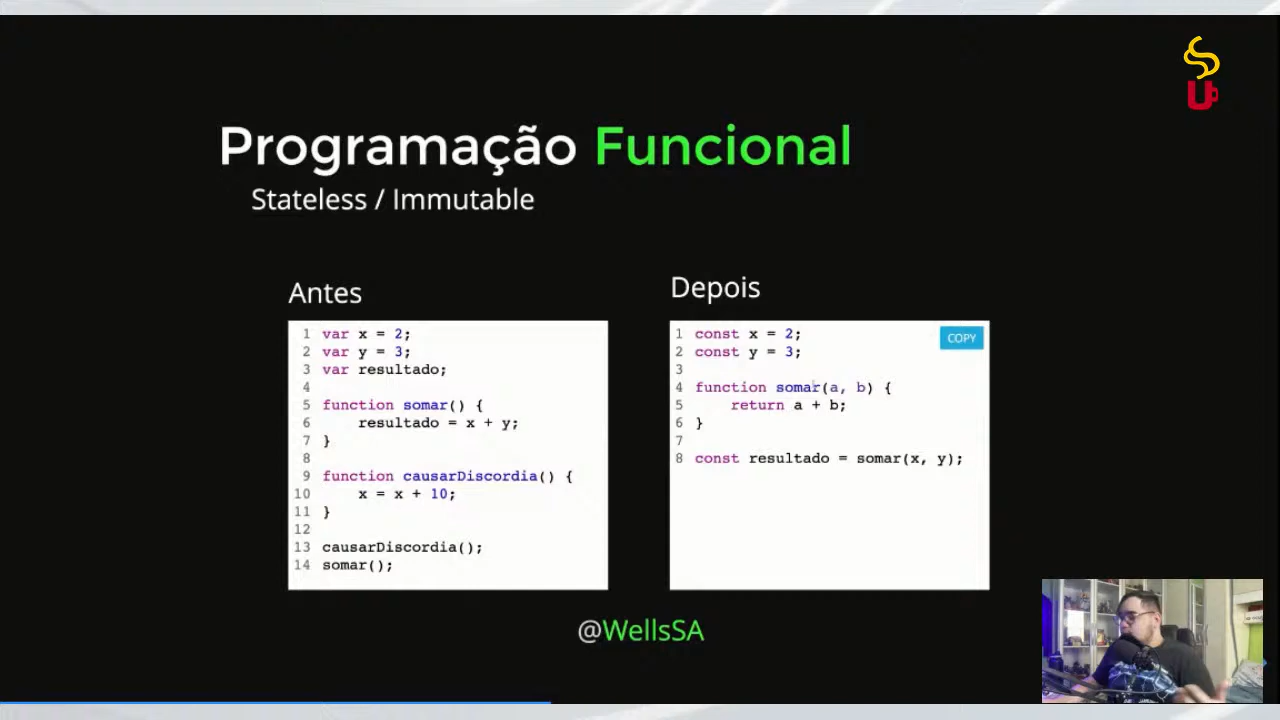 Programação Funcional
Stateless / Immutable
Antes
1 var x = 2;
2 var y = 3;
3 var resultado;
4
5 function somar() {
6     resultado = x + y;
7 }
8
9 function causarDiscordia() {
10     x = x + 10;
11 }
12
13 causarDiscordia();
14 somar();
Depois
COPY
1 const x = 2;
2 const y = 3;
3
4 function somar(a, b) {
5     return a + b;
6 }
7
8 const resultado = somar(x, y);
@WellsSA